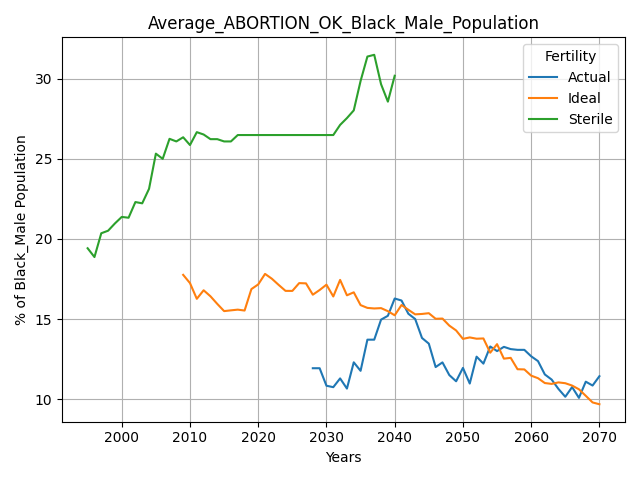 Average_ABORTION_OK_Black_Male_Population
Fertility
Actual
Ideal
Sterile
% of Black_Male Population
30
25
20
15
10
2000 2010 2020 2030 2040 2050 2060 2070
Years